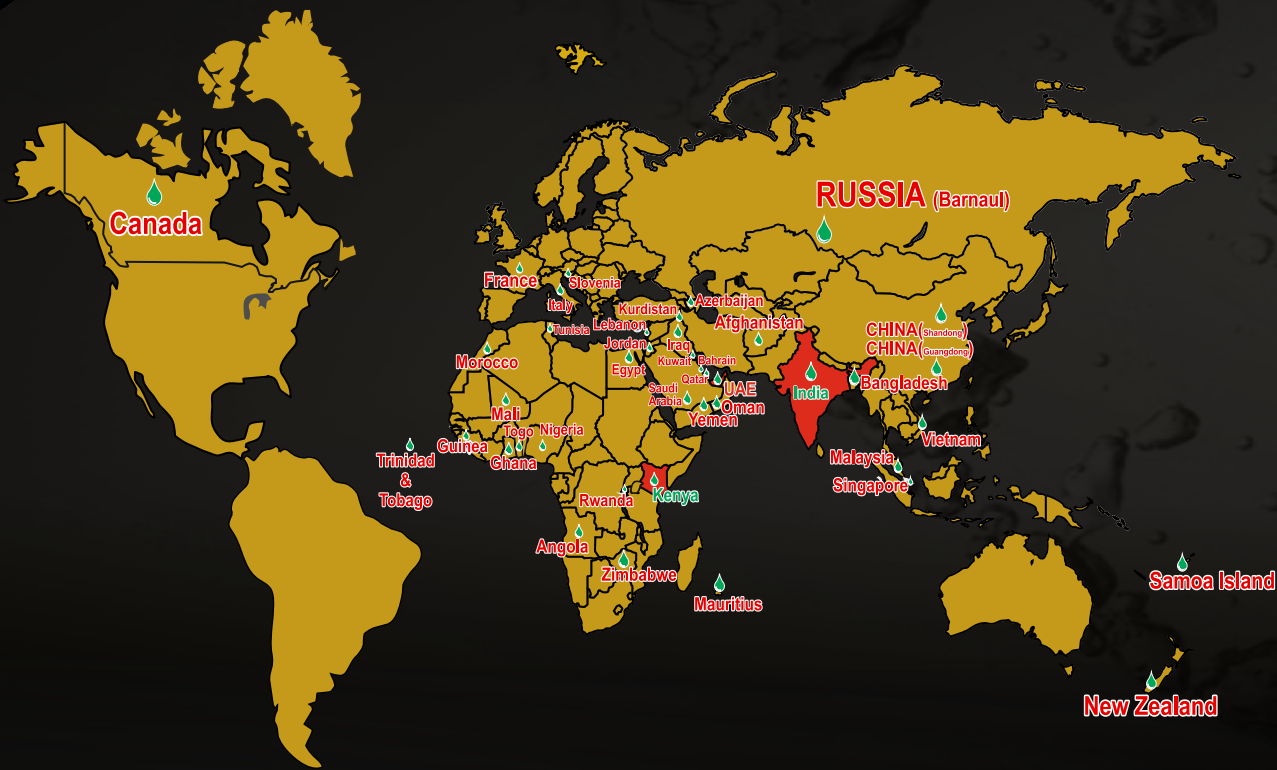 RUSSIA (Barnaul)
Canada
France
Slovenia
Italy
Kurdistan
Azerbaijan
Tunisia
Lebanon
Afghanistan
CHINA(Shandong)
CHINA(Guangdong)
Jordan
Iraq
Morocco
Egypt
Kuwait
Bahrain
Qatar
UAE
India
Bangladesh
Saudi
Arabia
Oman
Yemen
Mali
Togo
Nigeria
Guinea
Ghana
Vietnam
Trinidad
&
Tobago
Malaysia
Singapore
Rwanda
Kenya
Angola
Zimbabwe
Mauritius
Samoa Island
New Zealand